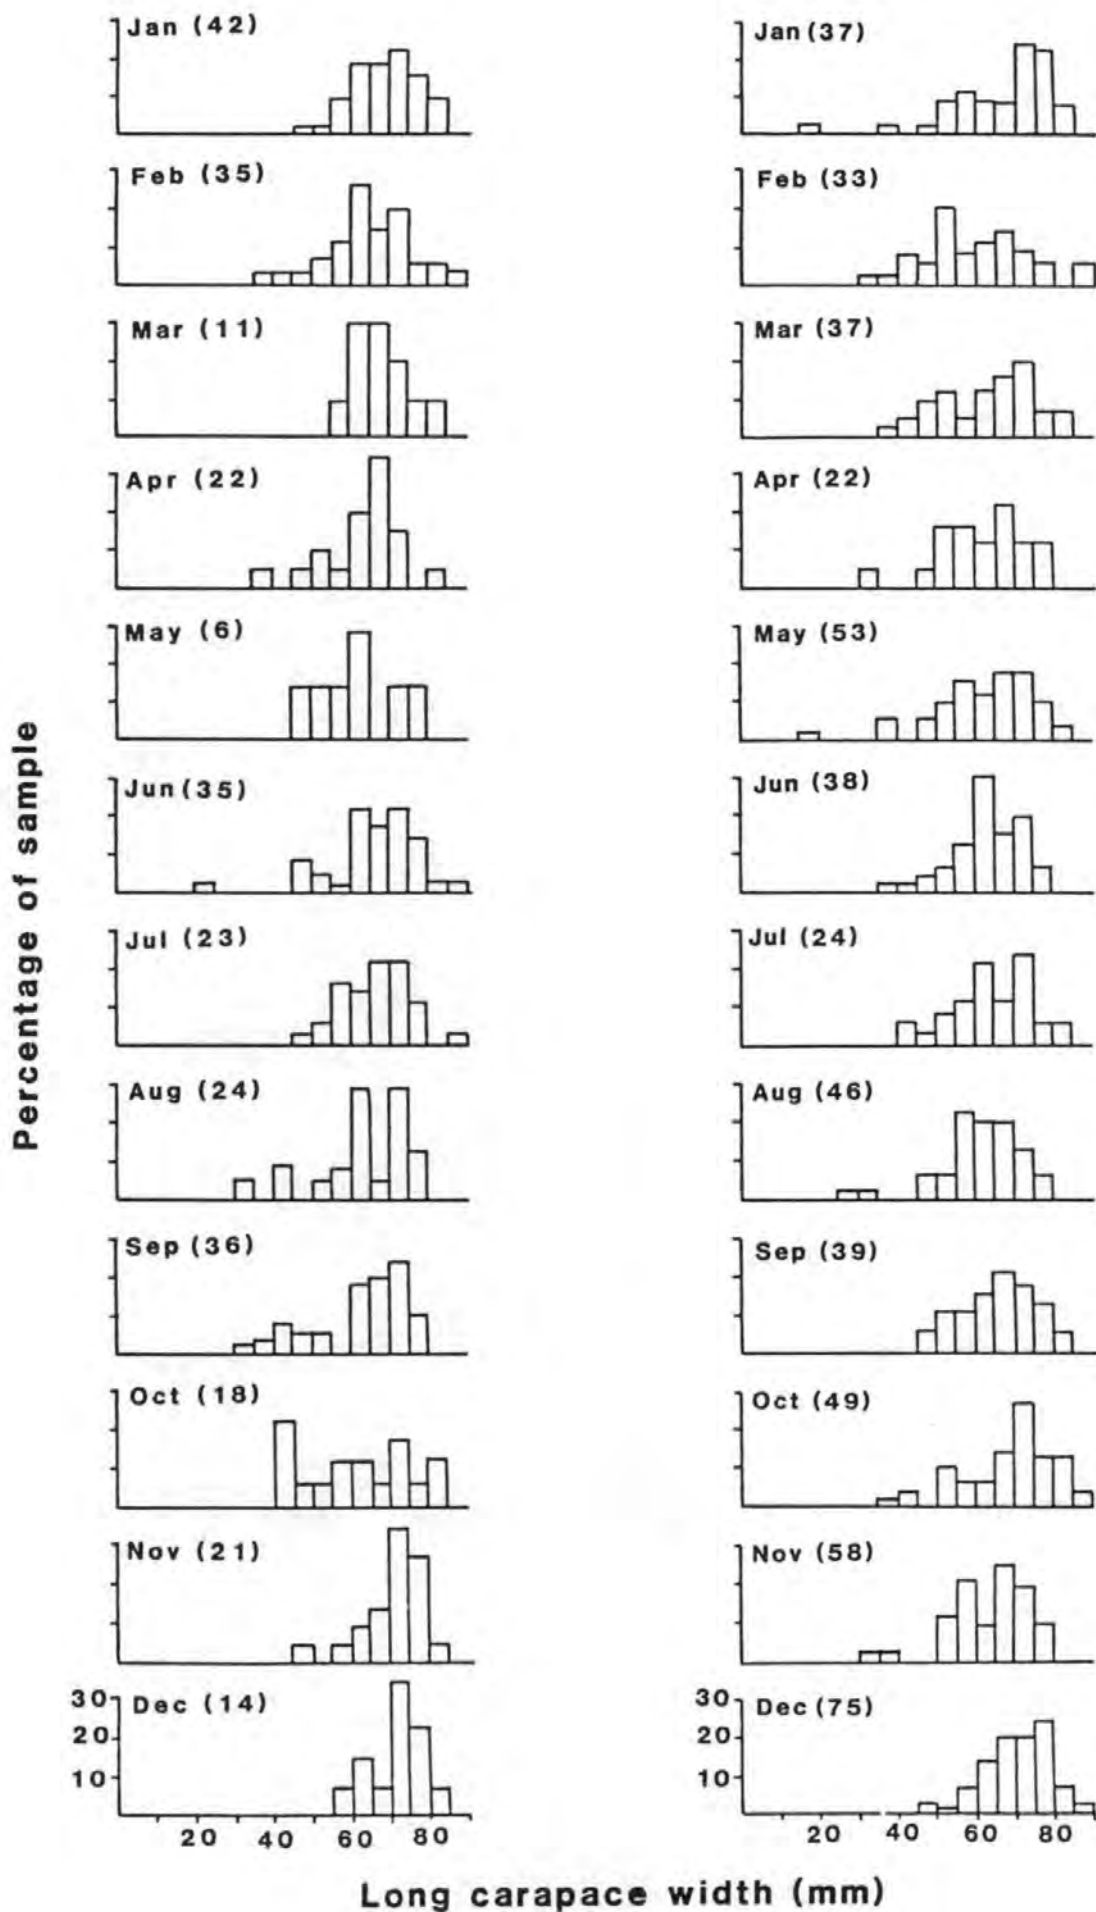 Jan (42)
Jan (37)
Feb (35)
Feb (33)
Mar (11)
Mar (37)
Apr (22)
Apr (22)
May (6)
May (53)
Jun (35)
Jun (38)
Jul (23)
Jul (24)
Aug (24)
Aug (46)
Sep (36)
Sep (39)
Oct (18)
Oct (49)
Nov (21)
Nov (58)
Dec (14)
Dec (75)
30
20
10
30
20
10
20 40 60 80
20 40 60 80
Percentage of sample
Long carapace width (mm)